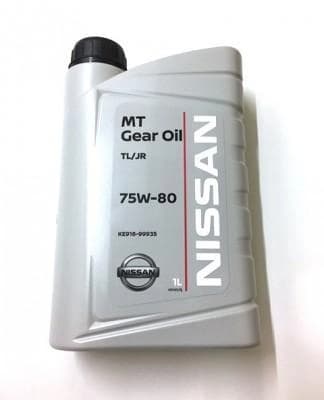 MT
Gear Oil
TL/JR
75W-80
KE916-99935
NISSAN
NISSAN
1L